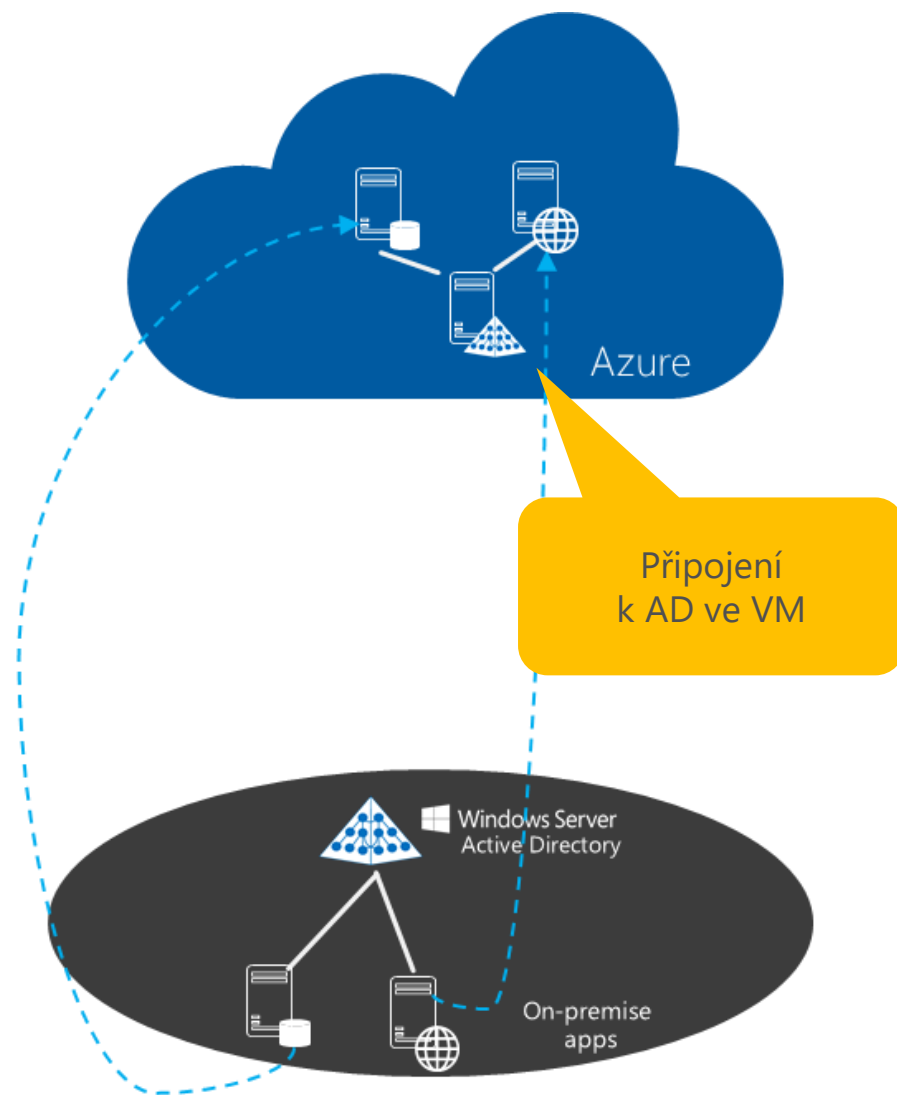 Azure
Připojení
k AD ve VM
Windows Server
Active Directory
On-premise
apps